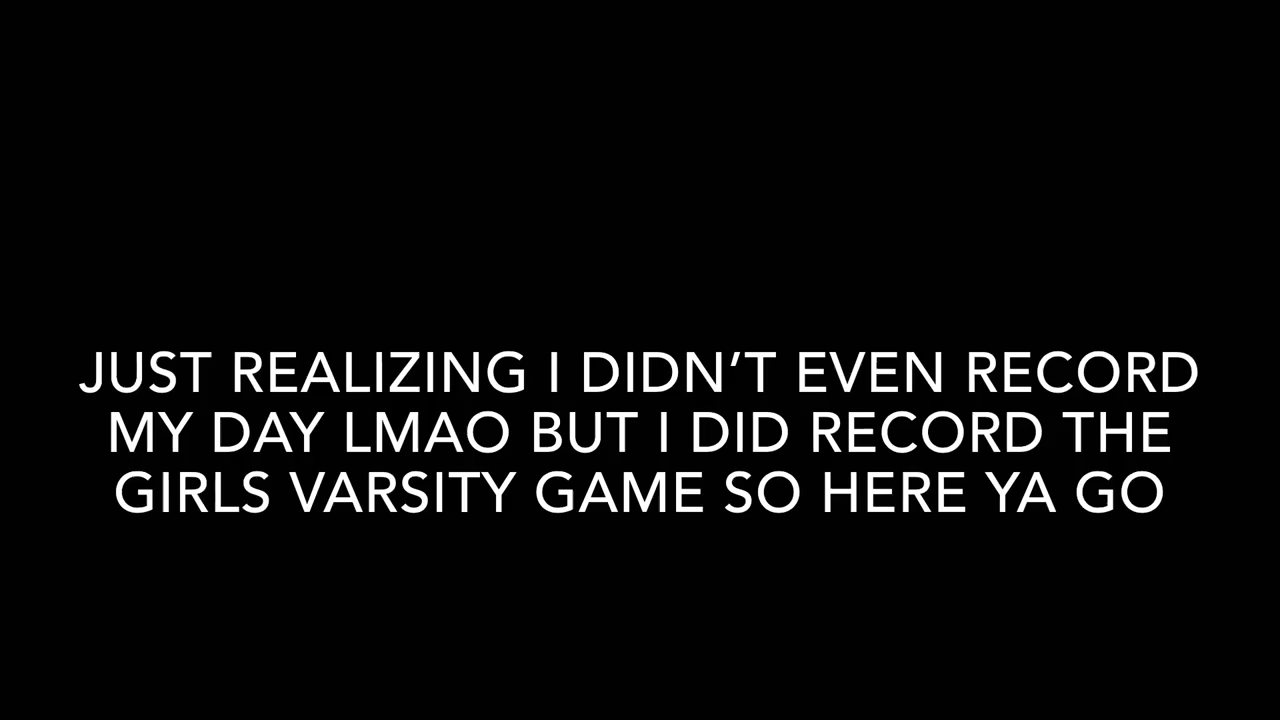 JUST REALIZING I DIDN’T EVEN RECORD
MY DAY LMAO BUT I DID RECORD THE
GIRLS VARSITY GAME SO HERE YA GO